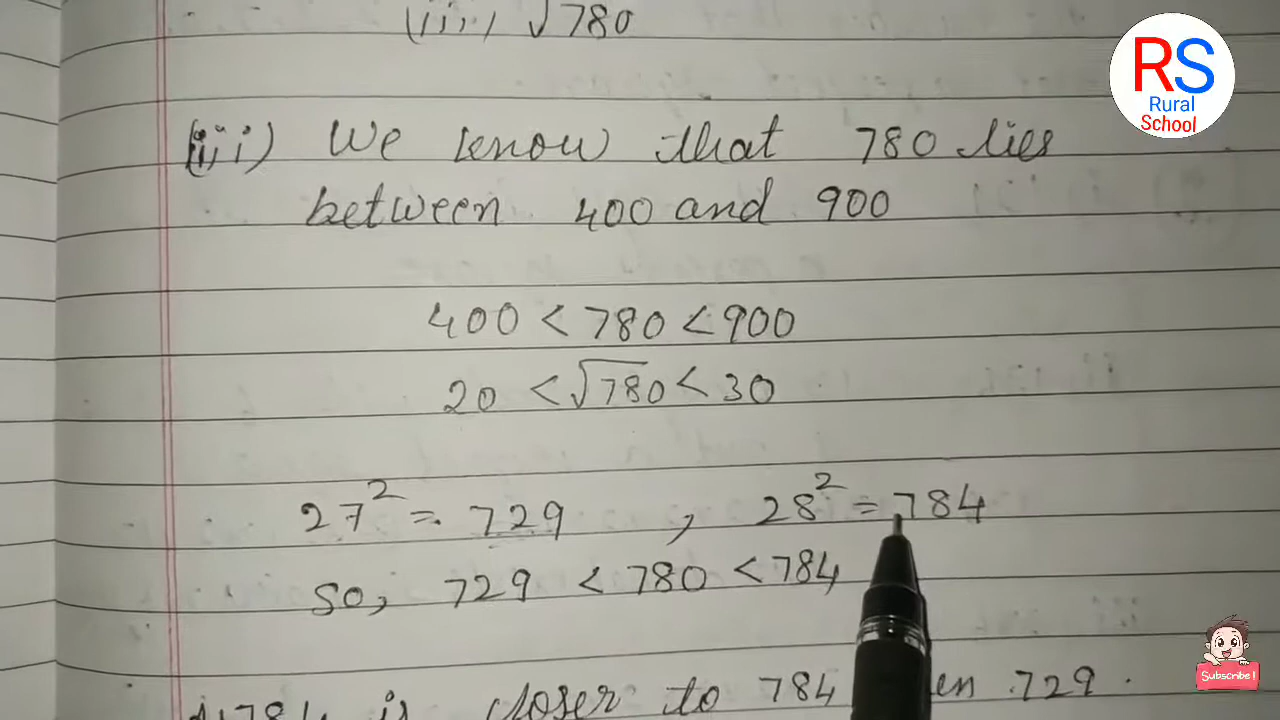 (iii) √780
RS
Rural
School
(iii) We know that 780 lies
between 400 and 900
400 < 780 < 900
20 < √780 < 30
27² = 729 , 28² = 784
so, 729 < 780 < 784
is closer to 784 729.
Subscribe!